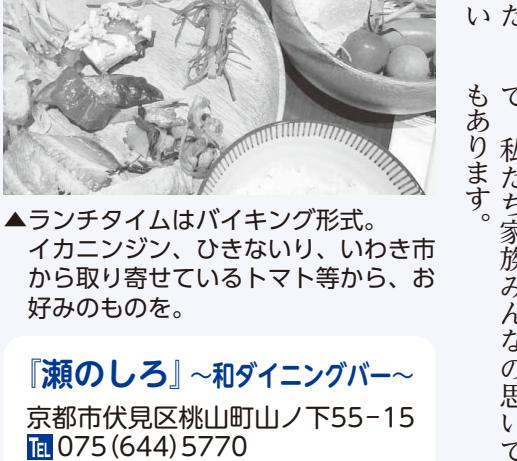 た
い
て、私たち家族みんなの思いで
もあります。
▲ランチタイムはバイキング形式。
イカニンジン、ひきないり、いわき市
から取り寄せているトマト等から、お
好みのものを。
『瀬のしろ』～和ダイニングバー～
京都市伏見区桃山町山ノ下55−15
TEL 075(644)5770